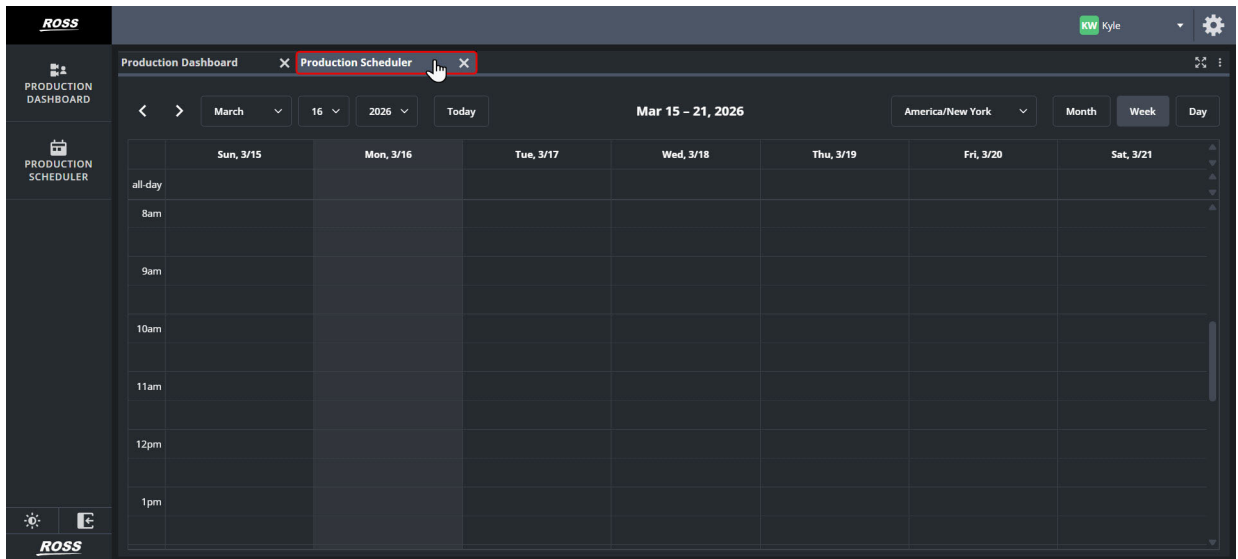 ROSS
KW Kyle
PRODUCTION
DASHBOARD
PRODUCTION
SCHEDULER
Production Dashboard
Production Scheduler
March 16 2026 Today
Mar 15 – 21, 2026
America/New York
Month Week Day
Sun, 3/15 Mon, 3/16 Tue, 3/17 Wed, 3/18 Thu, 3/19 Fri, 3/20 Sat, 3/21
all-day
8am
9am
10am
11am
12pm
1pm
ROSS